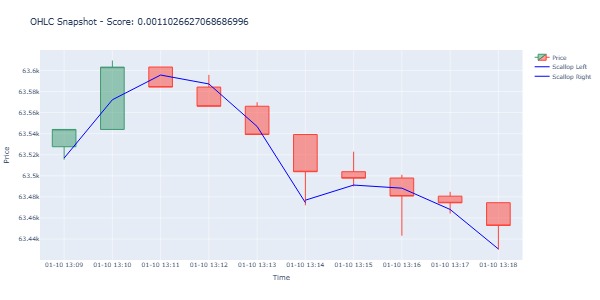 OHLC Snapshot - Score: 0.0011026627068686996
Price
Scallop Left
Scallop Right
63.6k
63.58k
63.56k
63.54k
63.52k
63.5k
63.48k
63.46k
63.44k
Price
01-10 13:09 01-10 13:10 01-10 13:11 01-10 13:12 01-10 13:13 01-10 13:14 01-10 13:15 01-10 13:16 01-10 13:17 01-10 13:18
Time